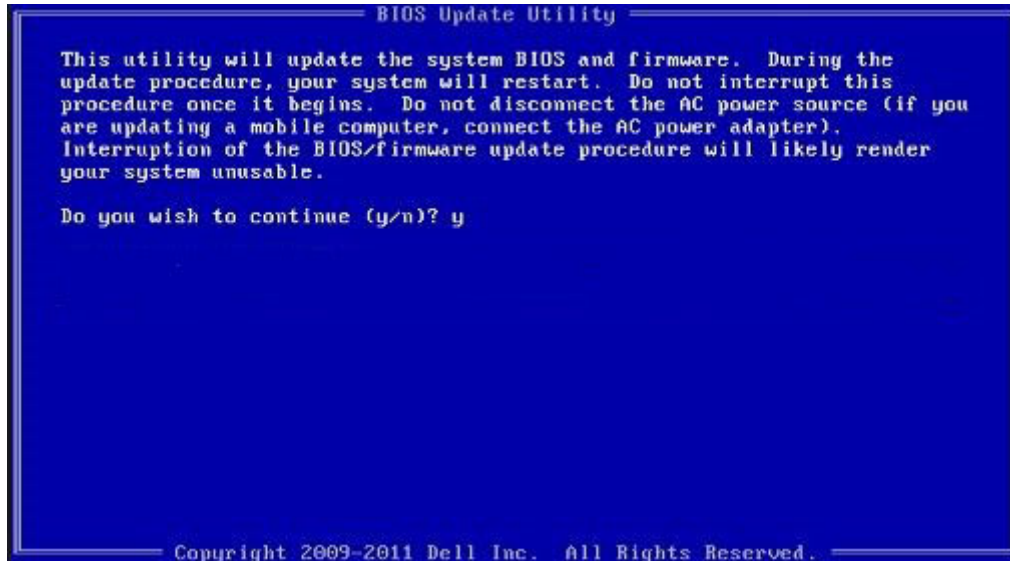 BIOS Update Utility
This utility will update the system BIOS and firmware.  During the
update procedure, your system will restart.  Do not interrupt this
procedure once it begins.  Do not disconnect the AC power source (if you
are updating a mobile computer, connect the AC power adapter).
Interruption of the BIOS/firmware update procedure will likely render
your system unusable.
Do you wish to continue (y/n)? y
Copyright 2009-2011 Dell Inc.  All Rights Reserved.